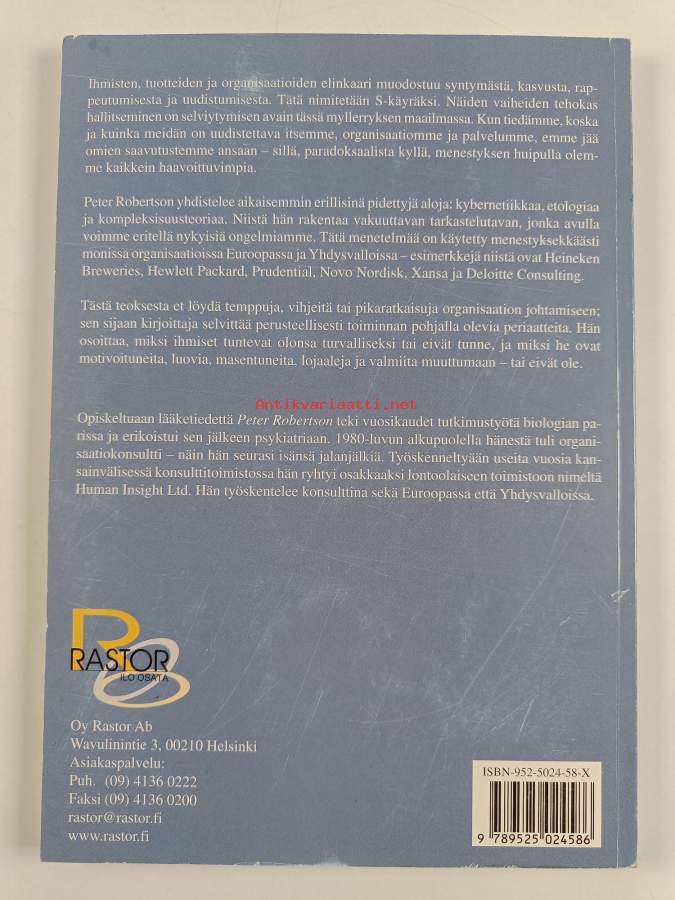 Ihmisten, tuotteiden ja organisaatioiden elinkaari muodostuu syntymästä, kasvusta, rap-
peutumisesta ja uudistumisesta. Tätä nimitetään S-käyräksi. Näiden vaiheiden tehokas
hallitseminen on selviytymisen avain tässä myllerryksen maailmassa. Kun tiedämme, koska
ja kuinka meidän on uudistettava itsemme, organisaatiomme ja palvelumme, emme jää
omien saavutustemme ansaan – sillä, paradoksaalista kyllä, menestyksen huipulla olem-
me kaikkein haavoittuvimpia.
Peter Robertson yhdistelee aikaisemmin erillisinä pidettyjä aloja: kybernetiikkaa, etologiaa
ja kompleksisuusteoriaa. Niistä hän rakentaa vakuuttavan tarkastelutavan, jonka avulla
voimme eritellä nykyisiä ongelmiamme. Tätä menetelmää on käytetty menestyksekkäästi
monissa organisaatioissa Euroopassa ja Yhdysvalloissa – esimerkkejä niistä ovat Heineken
Breweries, Hewlett Packard, Prudential, Novo Nordisk, Xansa ja Deloitte Consulting.
Tästä teoksesta et löydä temppuja, vihjeitä tai pikaratkaisuja organisaation johtamiseen;
sen sijaan kirjoittaja selvittää perusteellisesti toiminnan pohjalla olevia periaatteita. Hän
osoittaa, miksi ihmiset tuntevat olonsa turvalliseksi tai eivät tunne, ja miksi he ovat
motivoituneita, luovia, masentuneita, lojaaleja ja valmiita muuttumaan – tai eivät ole.
Antikvariaatti.net
Opiskeltuaan lääketiedettä Peter Robertson teki vuosikaudet tutkimustyötä biologian pa-
rissa ja erikoistui sen jälkeen psykiatriaan. 1980-luvun alkupuolella hänestä tuli organi-
saatiokonsultti – näin hän seurasi isänsä jalanjälkiä. Työskenneltyään useita vuosia kan-
sainvälisessä konsulttitoimistossa hän ryhtyi osakkaaksi lontoolaiseen toimistoon nimeltä
Human Insight Ltd. Hän työskentelee konsulttina sekä Euroopassa että Yhdysvalloissa.
RASTOR
ILO OSATA
Oy Rastor Ab
Wavulinintie 3, 00210 Helsinki
Asiakaspalvelu:
Puh. (09) 4136 0222
Faksi (09) 4136 0200
rastor@rastor.fi
www.rastor.fi
ISBN-952-5024-58-X
9 789525 024586